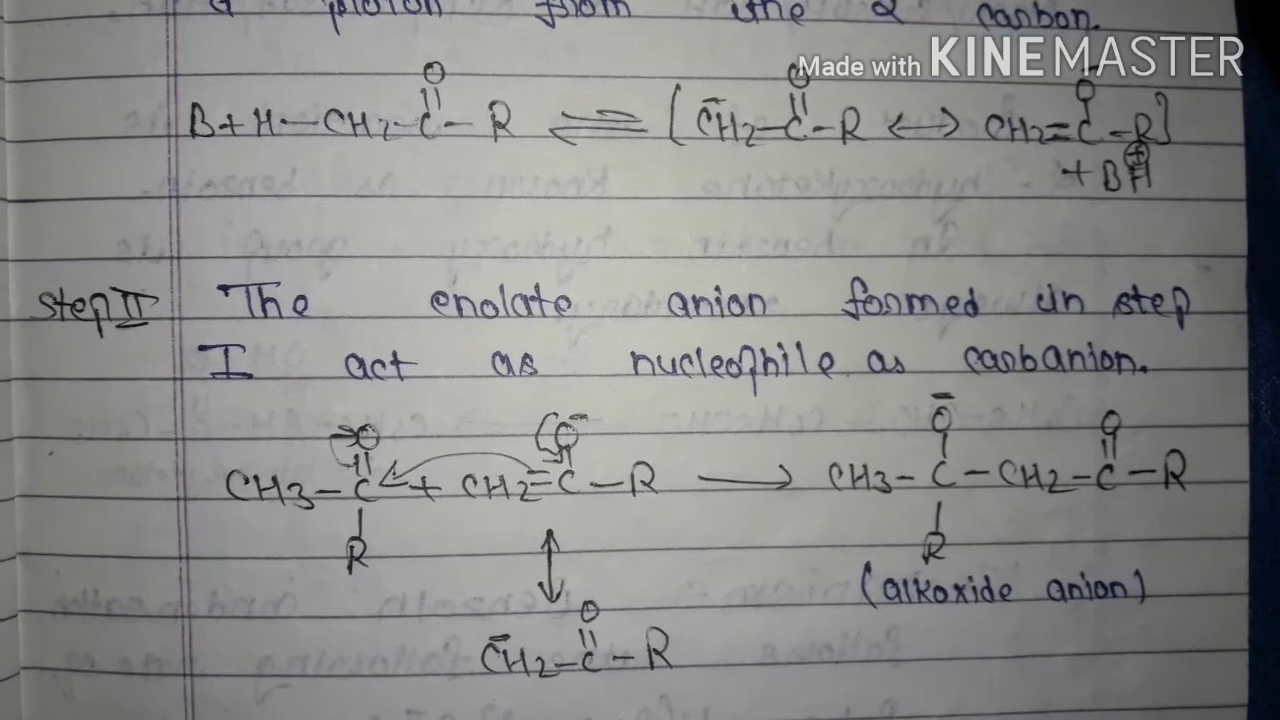 a proton from the α carbon.
Made with KINEMASTER
O O O⁻
B + H — CH2 — C — R ⇌ [ C̄H2 — C — R ↔ CH2 = C — R ]
+ BH⊕
Step II The enolate anion formed in step
I act as nucleophile as carbanion.
O O⁻ O⁻ O
CH3 — C + CH2 = C — R → CH3 — C — CH2 — C — R
R R
(alkoxide anion)
O
C̄H2 — C — R